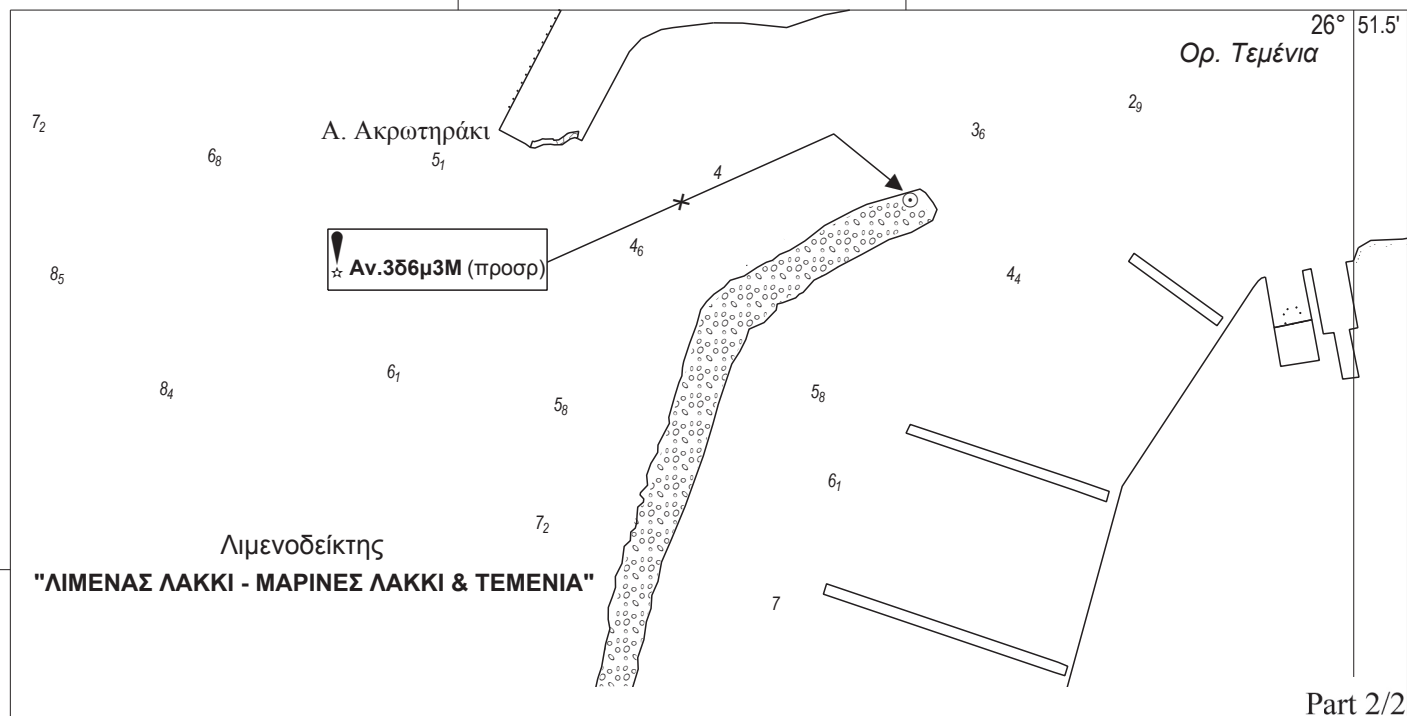 26° 51.5'
Ορ. Τεμένια
2₉
7₂
Α. Ακρωτηράκι
3₆
6₈
5₁
4
4₆
Αν.3δ6μ3Μ (προσρ)
8₅
4₄
6₁
8₄
5₈
5₈
6₁
7₂
Λιμενοδείκτης
"ΛΙΜΕΝΑΣ ΛΑΚΚΙ - ΜΑΡΙΝΕΣ ΛΑΚΚΙ & ΤΕΜΕΝΙΑ"
7
Part 2/2